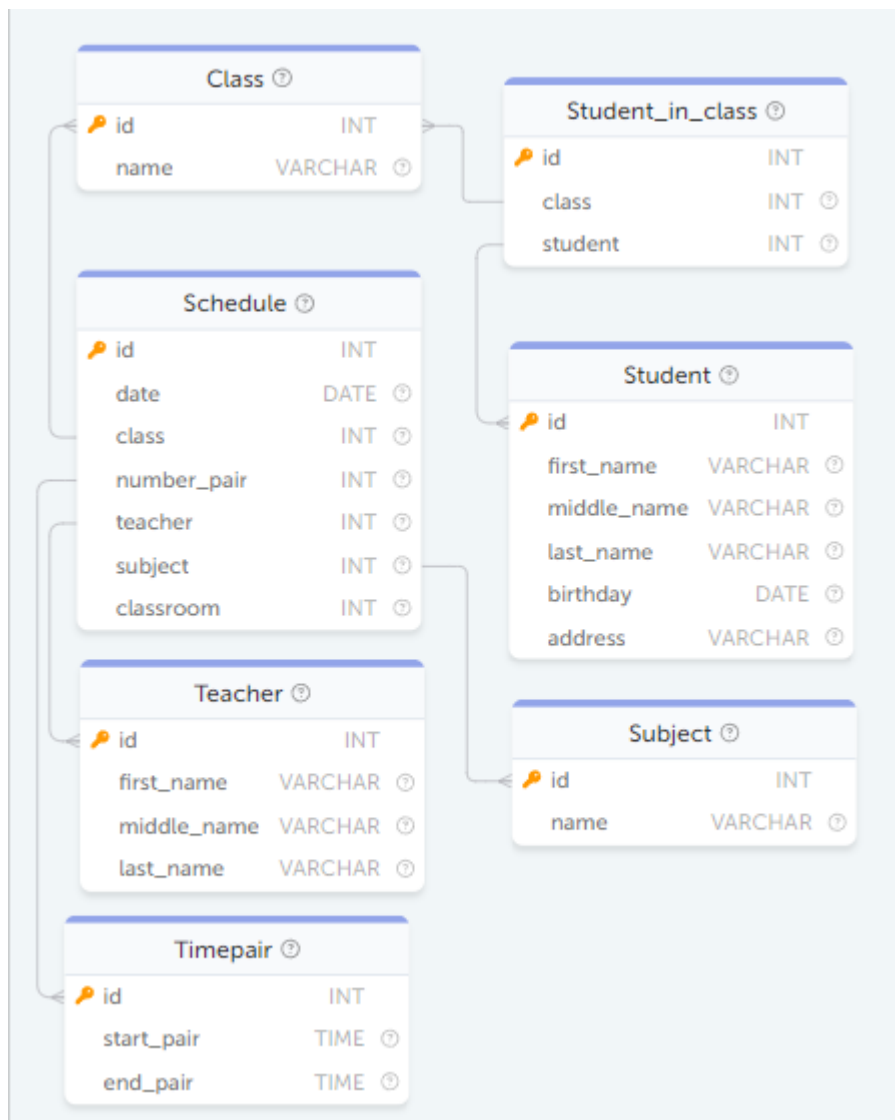 Class
id INT
name VARCHAR
Student_in_class
id INT
class INT
student INT
Schedule
id INT
date DATE
class INT
number_pair INT
teacher INT
subject INT
classroom INT
Student
id INT
first_name VARCHAR
middle_name VARCHAR
last_name VARCHAR
birthday DATE
address VARCHAR
Teacher
id INT
first_name VARCHAR
middle_name VARCHAR
last_name VARCHAR
Subject
id INT
name VARCHAR
Timepair
id INT
start_pair TIME
end_pair TIME